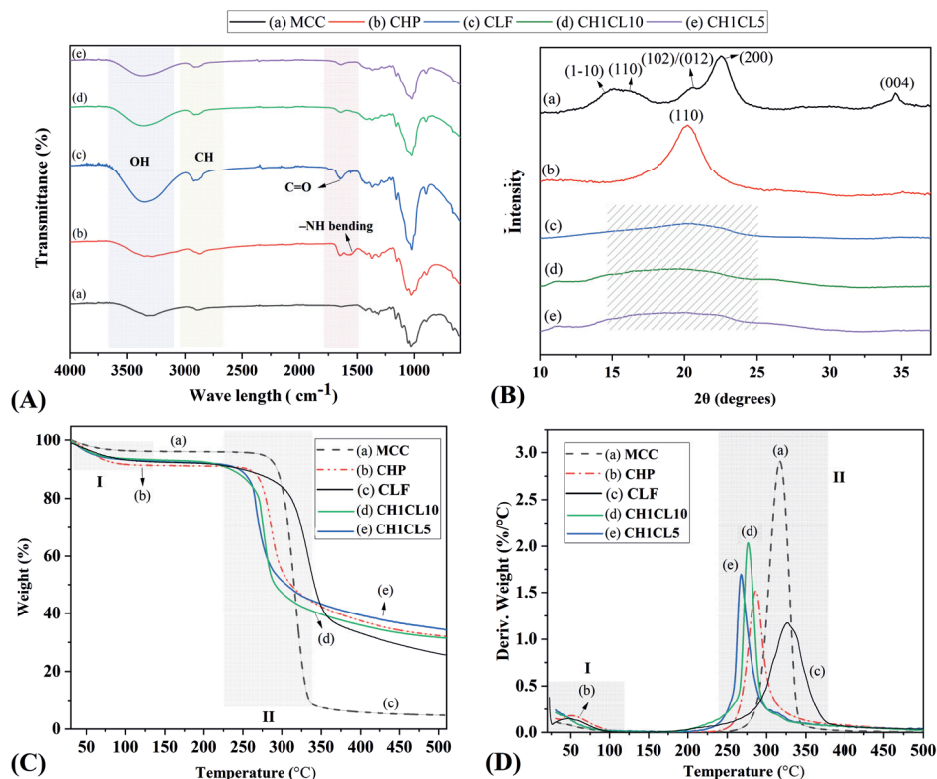 (a) MCC (b) CHP (c) CLF (d) CH1CL10 (e) CH1CL5
(e)
(d)
(c)
(b)
(a)
OH
CH
C=O
–NH bending
Transmittance (%)
4000 3500 3000 2500 2000 1500 1000
Wave length ( cm-1)
(A)
(1-10)
(110)
(102)/(012)
(200)
(004)
(110)
(a)
(b)
(c)
(d)
(e)
Intensity
10 15 20 25 30 35
2θ (degrees)
(B)
100
80
60
40
20
0
Weight (%)
(a)
I
(b)
(a) MCC
(b) CHP
(c) CLF
(d) CH1CL10
(e) CH1CL5
(e)
(d)
(c)
II
50 100 150 200 250 300 350 400 450 500
Temperature (°C)
(C)
3.0
2.5
2.0
1.5
1.0
0.5
0.0
Deriv. Weight (%/°C)
(a) MCC
(b) CHP
(c) CLF
(d) CH1CL10
(e) CH1CL5
(a)
II
(d)
(e)
(c)
I
(b)
50 100 150 200 250 300 350 400 450 500
Temperature (°C)
(D)